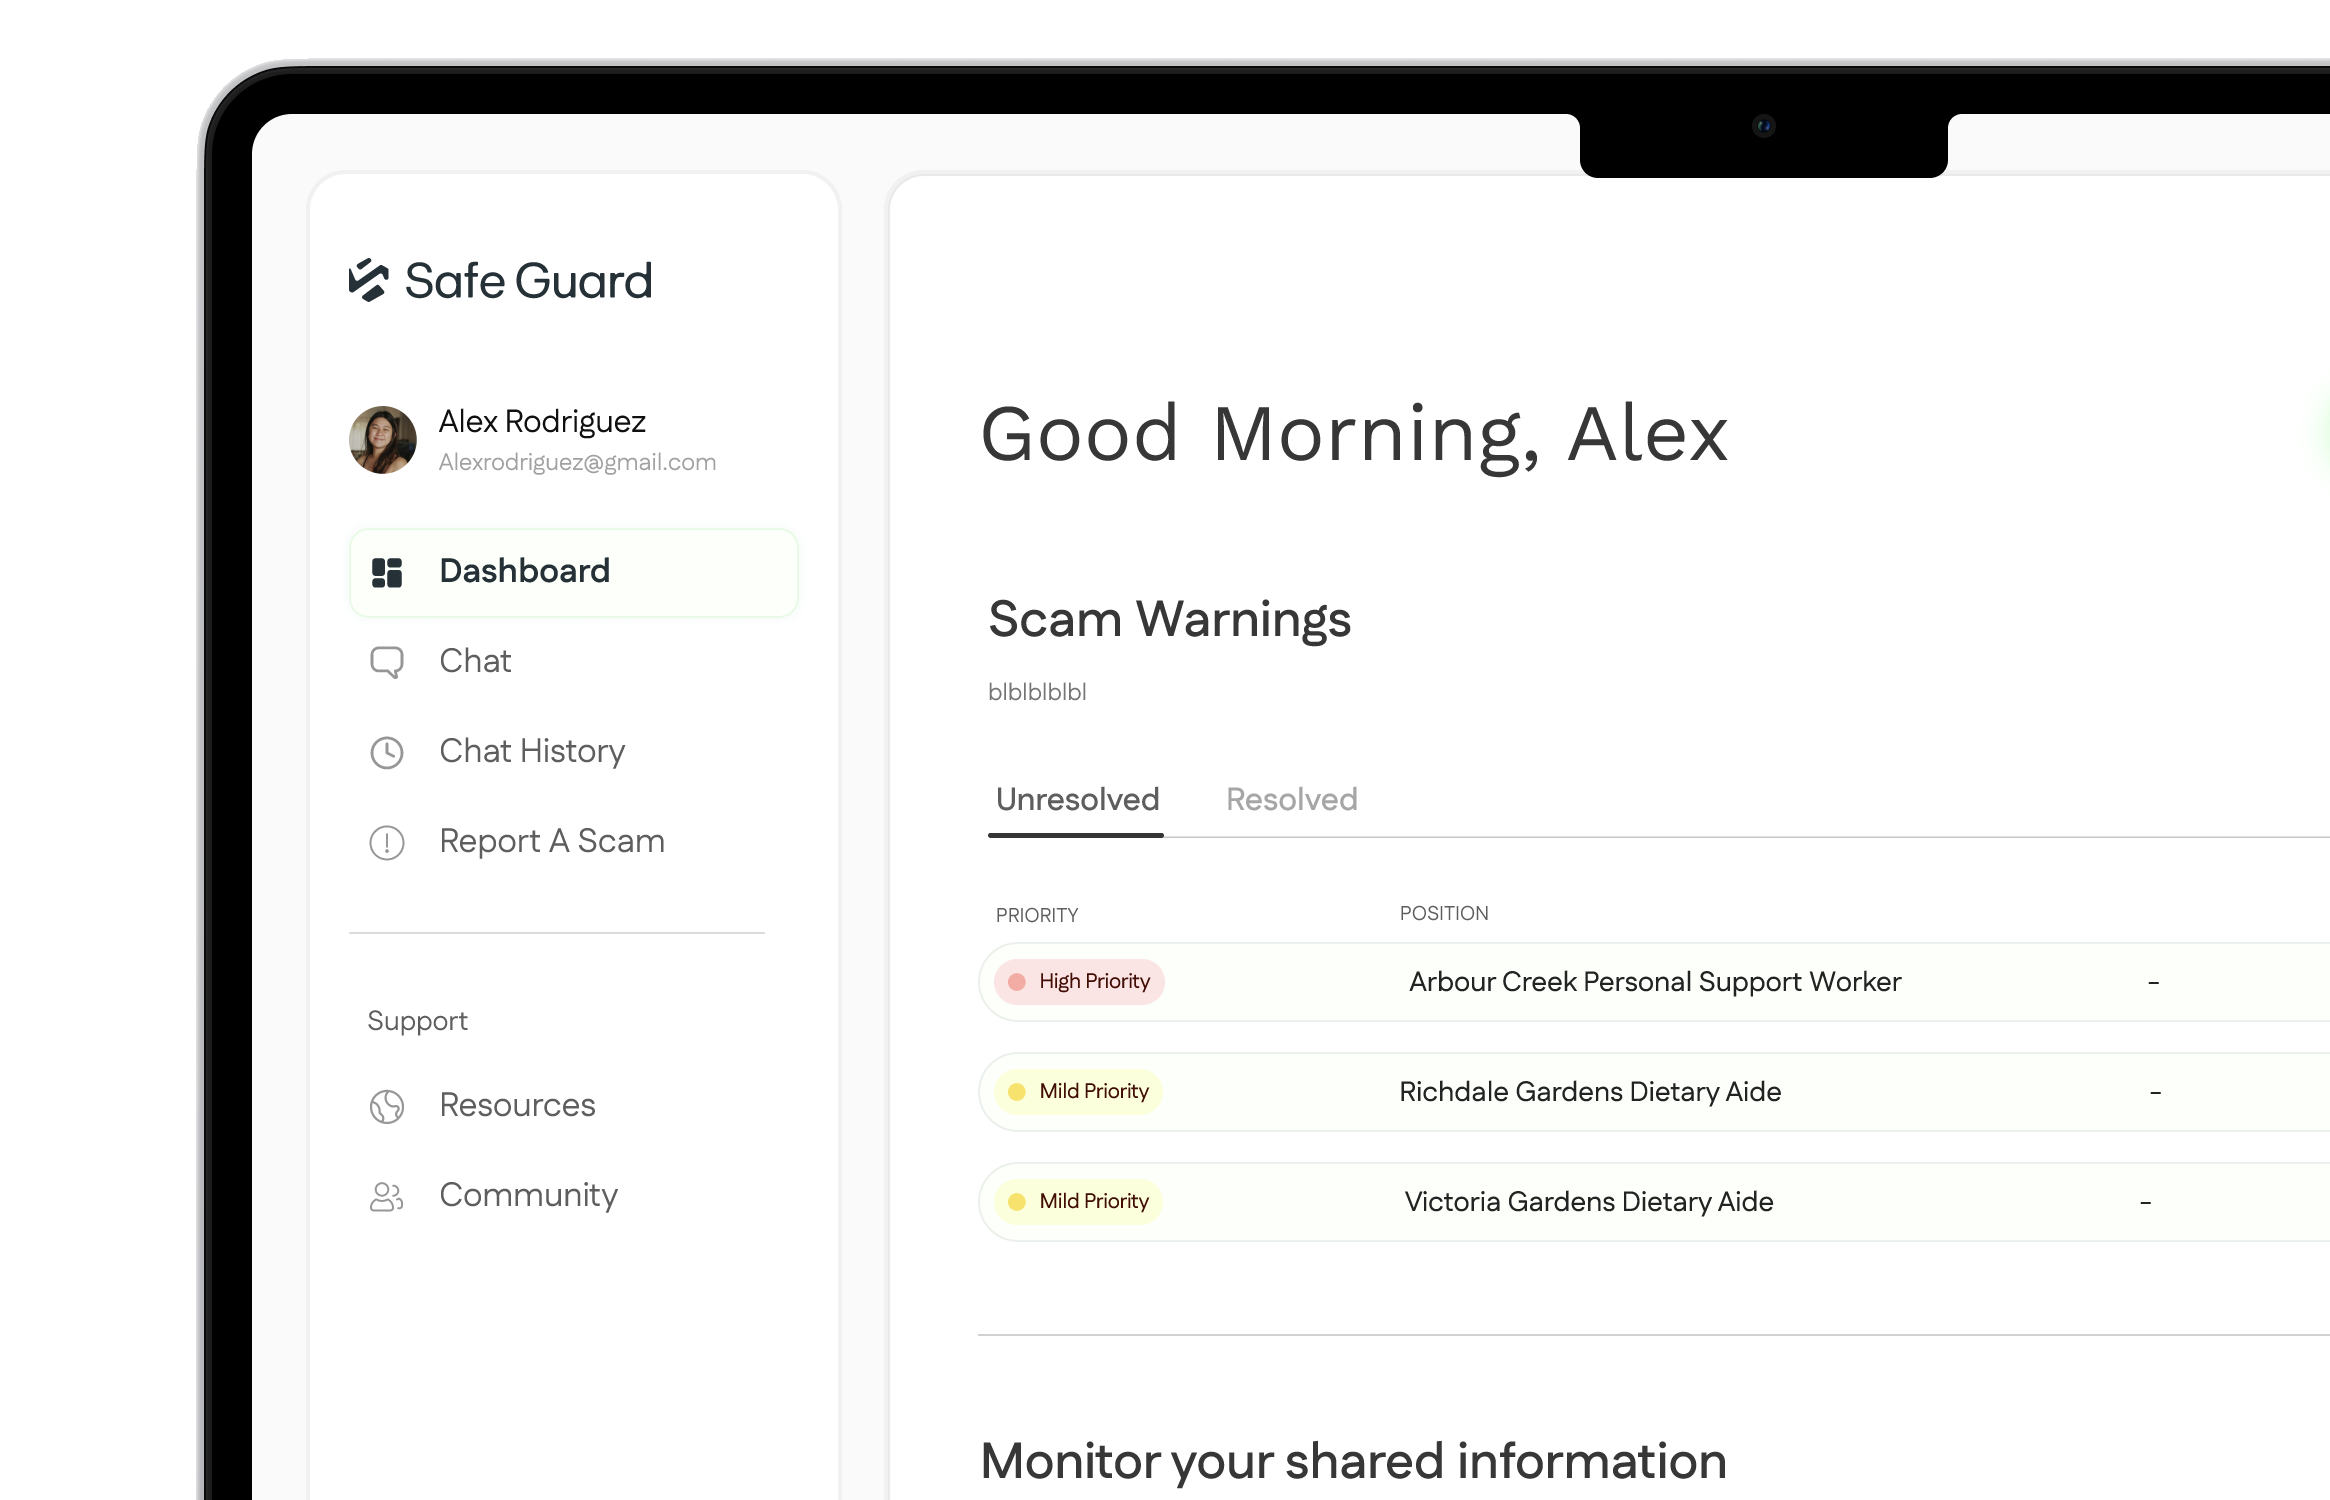 Safe Guard
Alex Rodriguez
Alexrodriguez@gmail.com
Dashboard
Chat
Chat History
Report A Scam
Support
Resources
Community
Good Morning, Alex
Scam Warnings
blblblblbl
Unresolved Resolved
PRIORITY POSITION
High Priority Arbour Creek Personal Support Worker -
Mild Priority Richdale Gardens Dietary Aide -
Mild Priority Victoria Gardens Dietary Aide -
Monitor your shared information